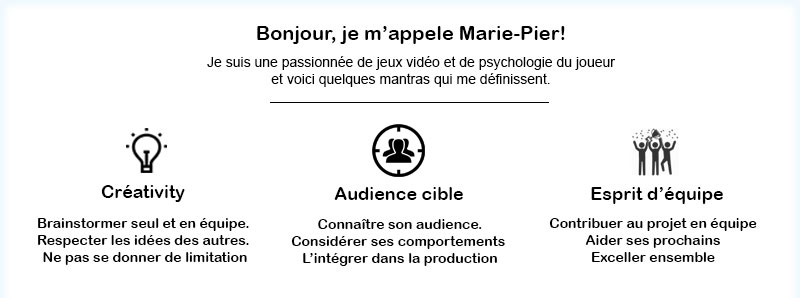 Bonjour, je m'appele Marie-Pier!
Je suis une passionnée de jeux vidéo et de psychologie du joueur
et voici quelques mantras qui me définissent.
Créativity
Brainstormer seul et en équipe.
Respecter les idées des autres.
Ne pas se donner de limitation
Audience cible
Connaître son audience.
Considérer ses comportements
L'intégrer dans la production
Esprit d'équipe
Contribuer au projet en équipe
Aider ses prochains
Exceller ensemble